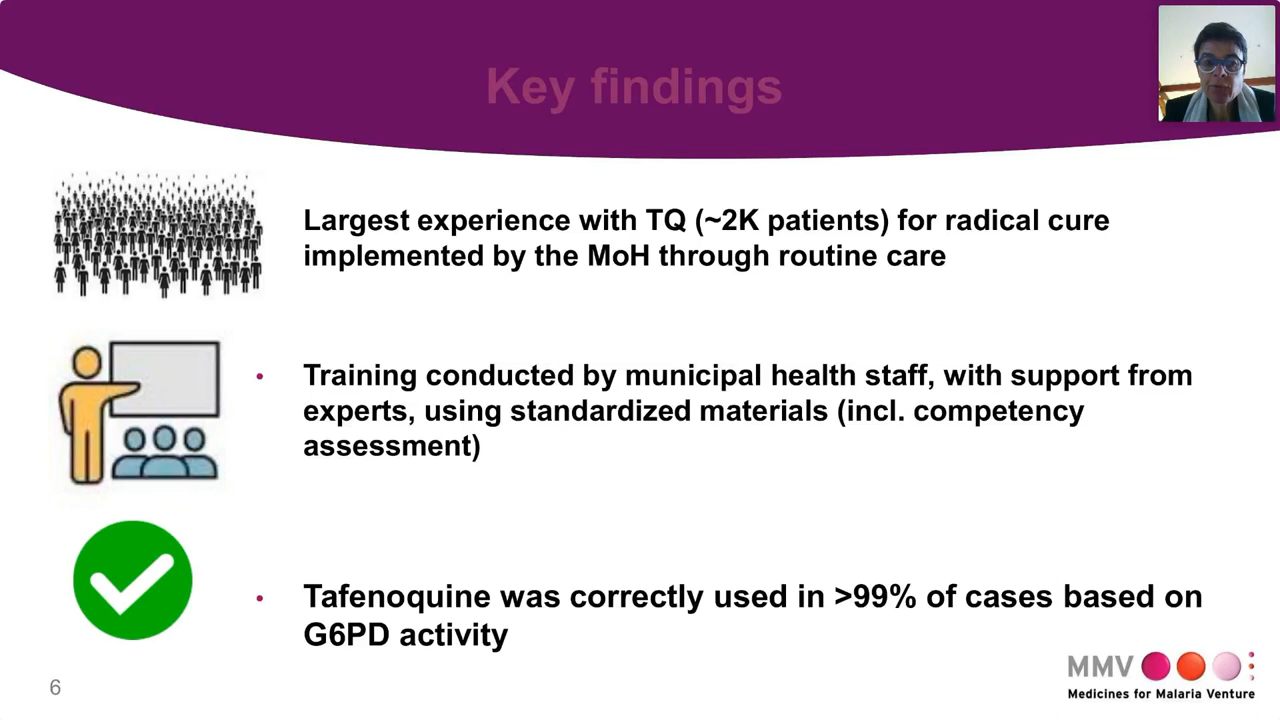 Key findings
Largest experience with TQ (~2K patients) for radical cure
implemented by the MoH through routine care
• Training conducted by municipal health staff, with support from
experts, using standardized materials (incl. competency
assessment)
• Tafenoquine was correctly used in >99% of cases based on
G6PD activity
6
MMV
Medicines for Malaria Venture